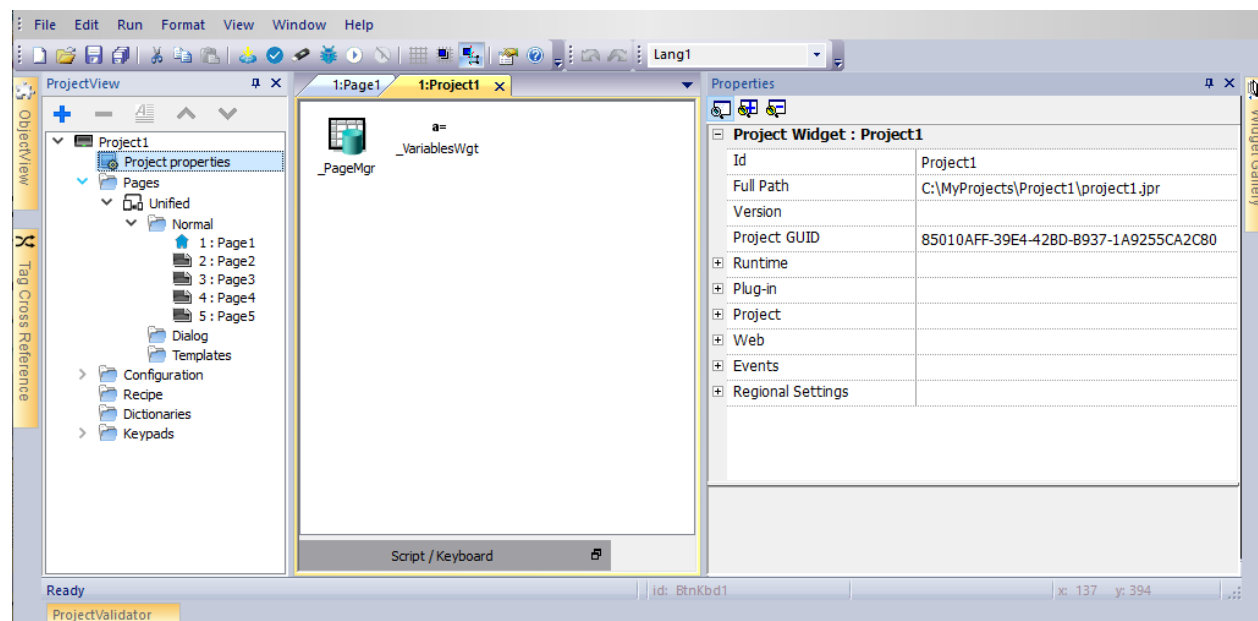 File Edit Run Format View Window Help
Lang1
ProjectView
1:Page1
1:Project1
Properties
ObjectView
Tag Cross Reference
Project1
Project properties
Pages
Unified
Normal
1 : Page1
2 : Page2
3 : Page3
4 : Page4
5 : Page5
Dialog
Templates
Configuration
Recipe
Dictionaries
Keypads
_PageMgr
a=
_VariablesWgt
Script / Keyboard
Project Widget : Project1
Id Project1
Full Path C:\MyProjects\Project1\project1.jpr
Version
Project GUID 85010AFF-39E4-42BD-B937-1A9255CA2C80
Runtime
Plug-in
Project
Web
Events
Regional Settings
Widget Gallery
Ready
id: BtnKbd1
x: 137 y: 394
ProjectValidator